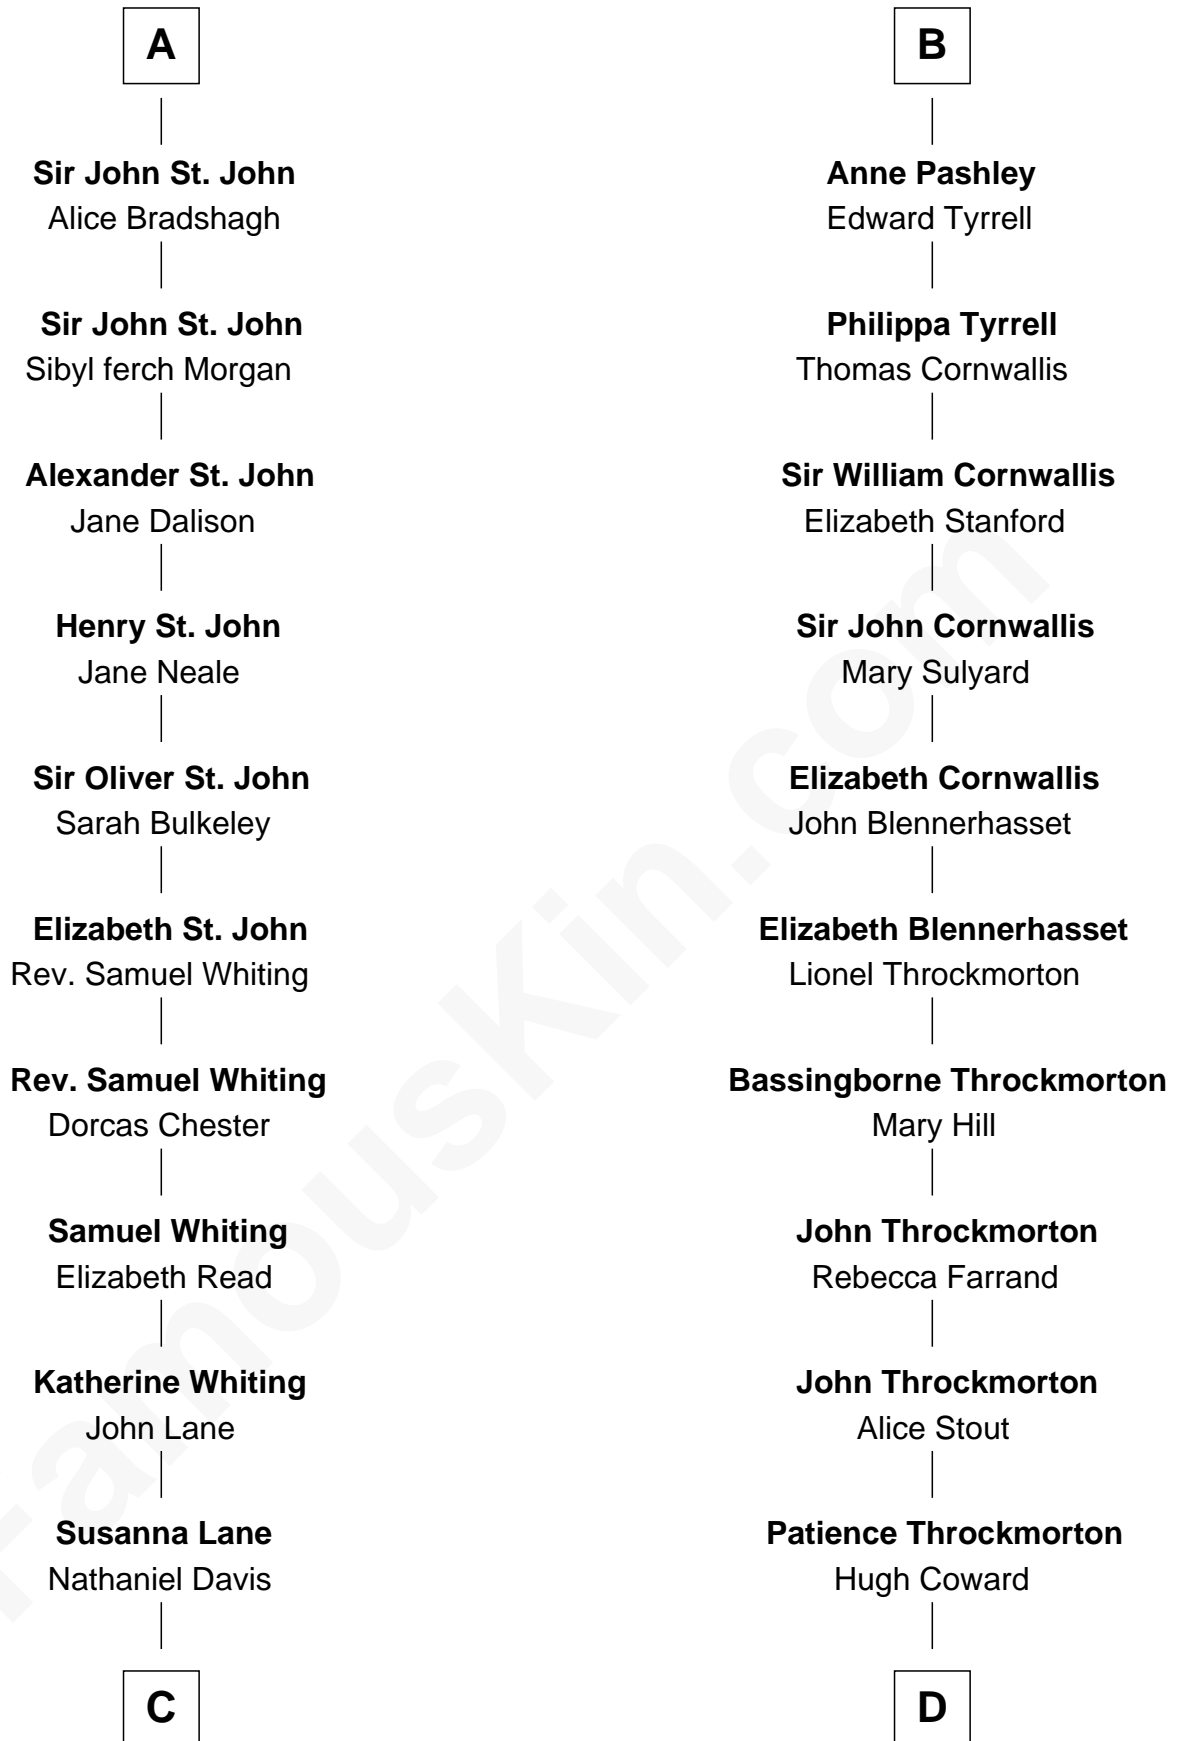 A
Sir John St. John
Alice Bradshagh
Sir John St. John
Sibyl ferch Morgan
Alexander St. John
Jane Dalison
Henry St. John
Jane Neale
Sir Oliver St. John
Sarah Bulkeley
Elizabeth St. John
Rev. Samuel Whiting
Rev. Samuel Whiting
Dorcas Chester
Samuel Whiting
Elizabeth Read
Katherine Whiting
John Lane
Susanna Lane
Nathaniel Davis
C
B
Anne Pashley
Edward Tyrrell
Philippa Tyrrell
Thomas Cornwallis
Sir William Cornwallis
Elizabeth Stanford
Sir John Cornwallis
Mary Sulyard
Elizabeth Cornwallis
John Blennerhasset
Elizabeth Blennerhasset
Lionel Throckmorton
Bassingborne Throckmorton
Mary Hill
John Throckmorton
Rebecca Farrand
John Throckmorton
Alice Stout
Patience Throckmorton
Hugh Coward
D
FamousKin.com